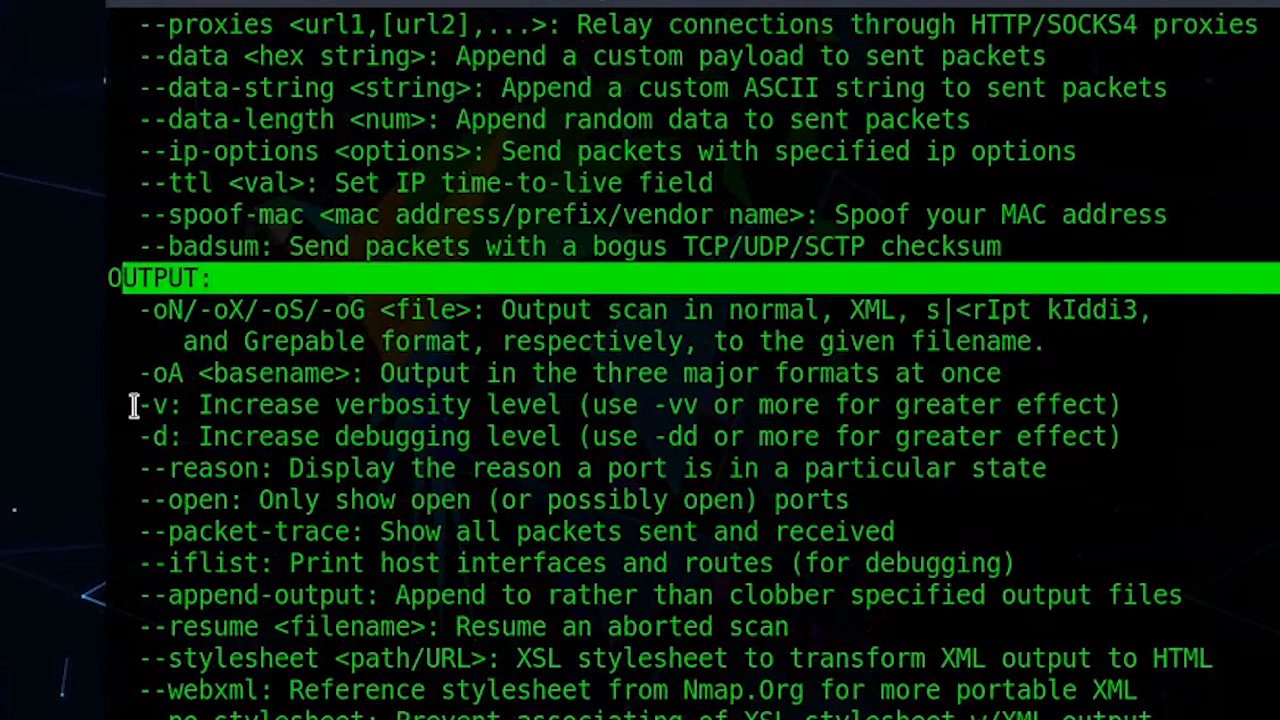 --proxies <url1,[url2],...>: Relay connections through HTTP/SOCKS4 proxies
--data <hex string>: Append a custom payload to sent packets
--data-string <string>: Append a custom ASCII string to sent packets
--data-length <num>: Append random data to sent packets
--ip-options <options>: Send packets with specified ip options
--ttl <val>: Set IP time-to-live field
--spoof-mac <mac address/prefix/vendor name>: Spoof your MAC address
--badsum: Send packets with a bogus TCP/UDP/SCTP checksum
OUTPUT:
-oN/-oX/-oS/-oG <file>: Output scan in normal, XML, s|<rIpt kIddi3,
and Grepable format, respectively, to the given filename.
-oA <basename>: Output in the three major formats at once
-v: Increase verbosity level (use -vv or more for greater effect)
-d: Increase debugging level (use -dd or more for greater effect)
--reason: Display the reason a port is in a particular state
--open: Only show open (or possibly open) ports
--packet-trace: Show all packets sent and received
--iflist: Print host interfaces and routes (for debugging)
--append-output: Append to rather than clobber specified output files
--resume <filename>: Resume an aborted scan
--stylesheet <path/URL>: XSL stylesheet to transform XML output to HTML
--webxml: Reference stylesheet from Nmap.Org for more portable XML
--no-stylesheet: Prevent associating of XSL stylesheet w/XML output